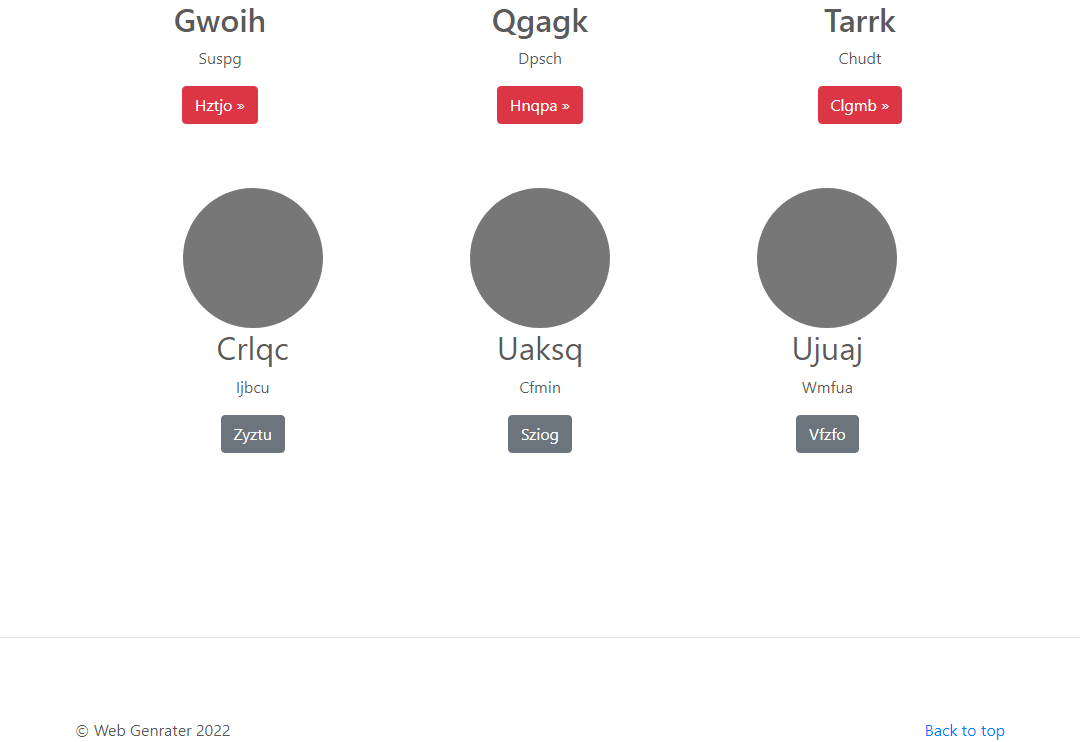 Gwoih
Qgagk
Tarrk
Suspg
Dpsch
Chudt
Hztjo »
Hnqpa »
Clgmb »
Crlqc
Uaksq
Ujuaj
Ijbcu
Cfmin
Wmfua
Zyztu
Sziog
Vfzfo
© Web Genrater 2022
Back to top